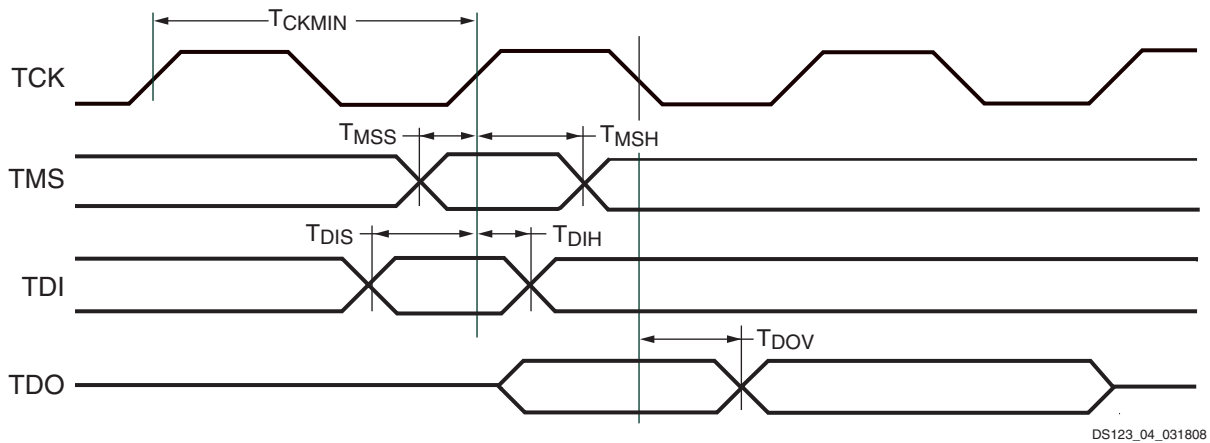 TCKMIN
TCK
TMSS TMSH
TMS
TDIS TDIH
TDI
TDOV
TDO
DS123_04_031808